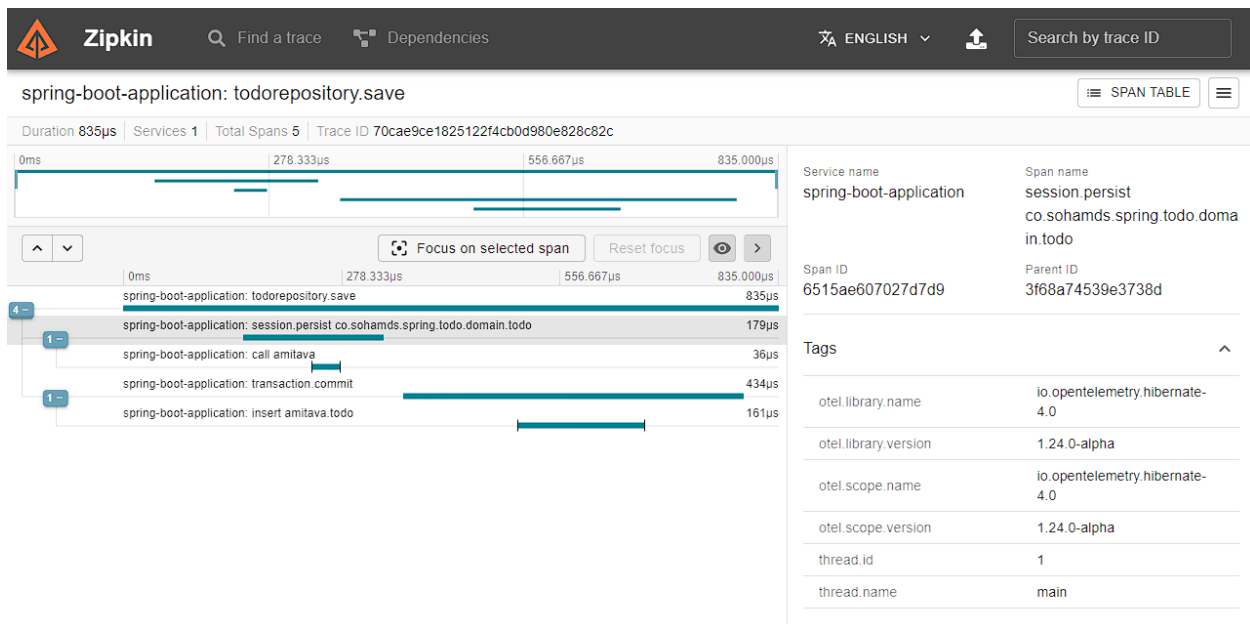 Zipkin Find a trace Dependencies ENGLISH Search by trace ID
spring-boot-application: todorepository.save SPAN TABLE
Duration 835µs Services 1 Total Spans 5 Trace ID 70cae9ce1825122f4cb0d980e828c82c
0ms 278.333µs 556.667µs 835.000µs
Focus on selected span Reset focus
0ms 278.333µs 556.667µs 835.000µs
spring-boot-application: todorepository.save 835µs
4 −
spring-boot-application: session.persist co.sohamds.spring.todo.domain.todo 179µs
1 −
spring-boot-application: call amitava 36µs
spring-boot-application: transaction.commit 434µs
1 −
spring-boot-application: insert amitava.todo 161µs
Service name
spring-boot-application
Span name
session.persist
co.sohamds.spring.todo.doma
in.todo
Span ID
6515ae607027d7d9
Parent ID
3f68a74539e3738d
Tags
otel.library.name io.opentelemetry.hibernate-
4.0
otel.library.version 1.24.0-alpha
otel.scope.name io.opentelemetry.hibernate-
4.0
otel.scope.version 1.24.0-alpha
thread.id 1
thread.name main